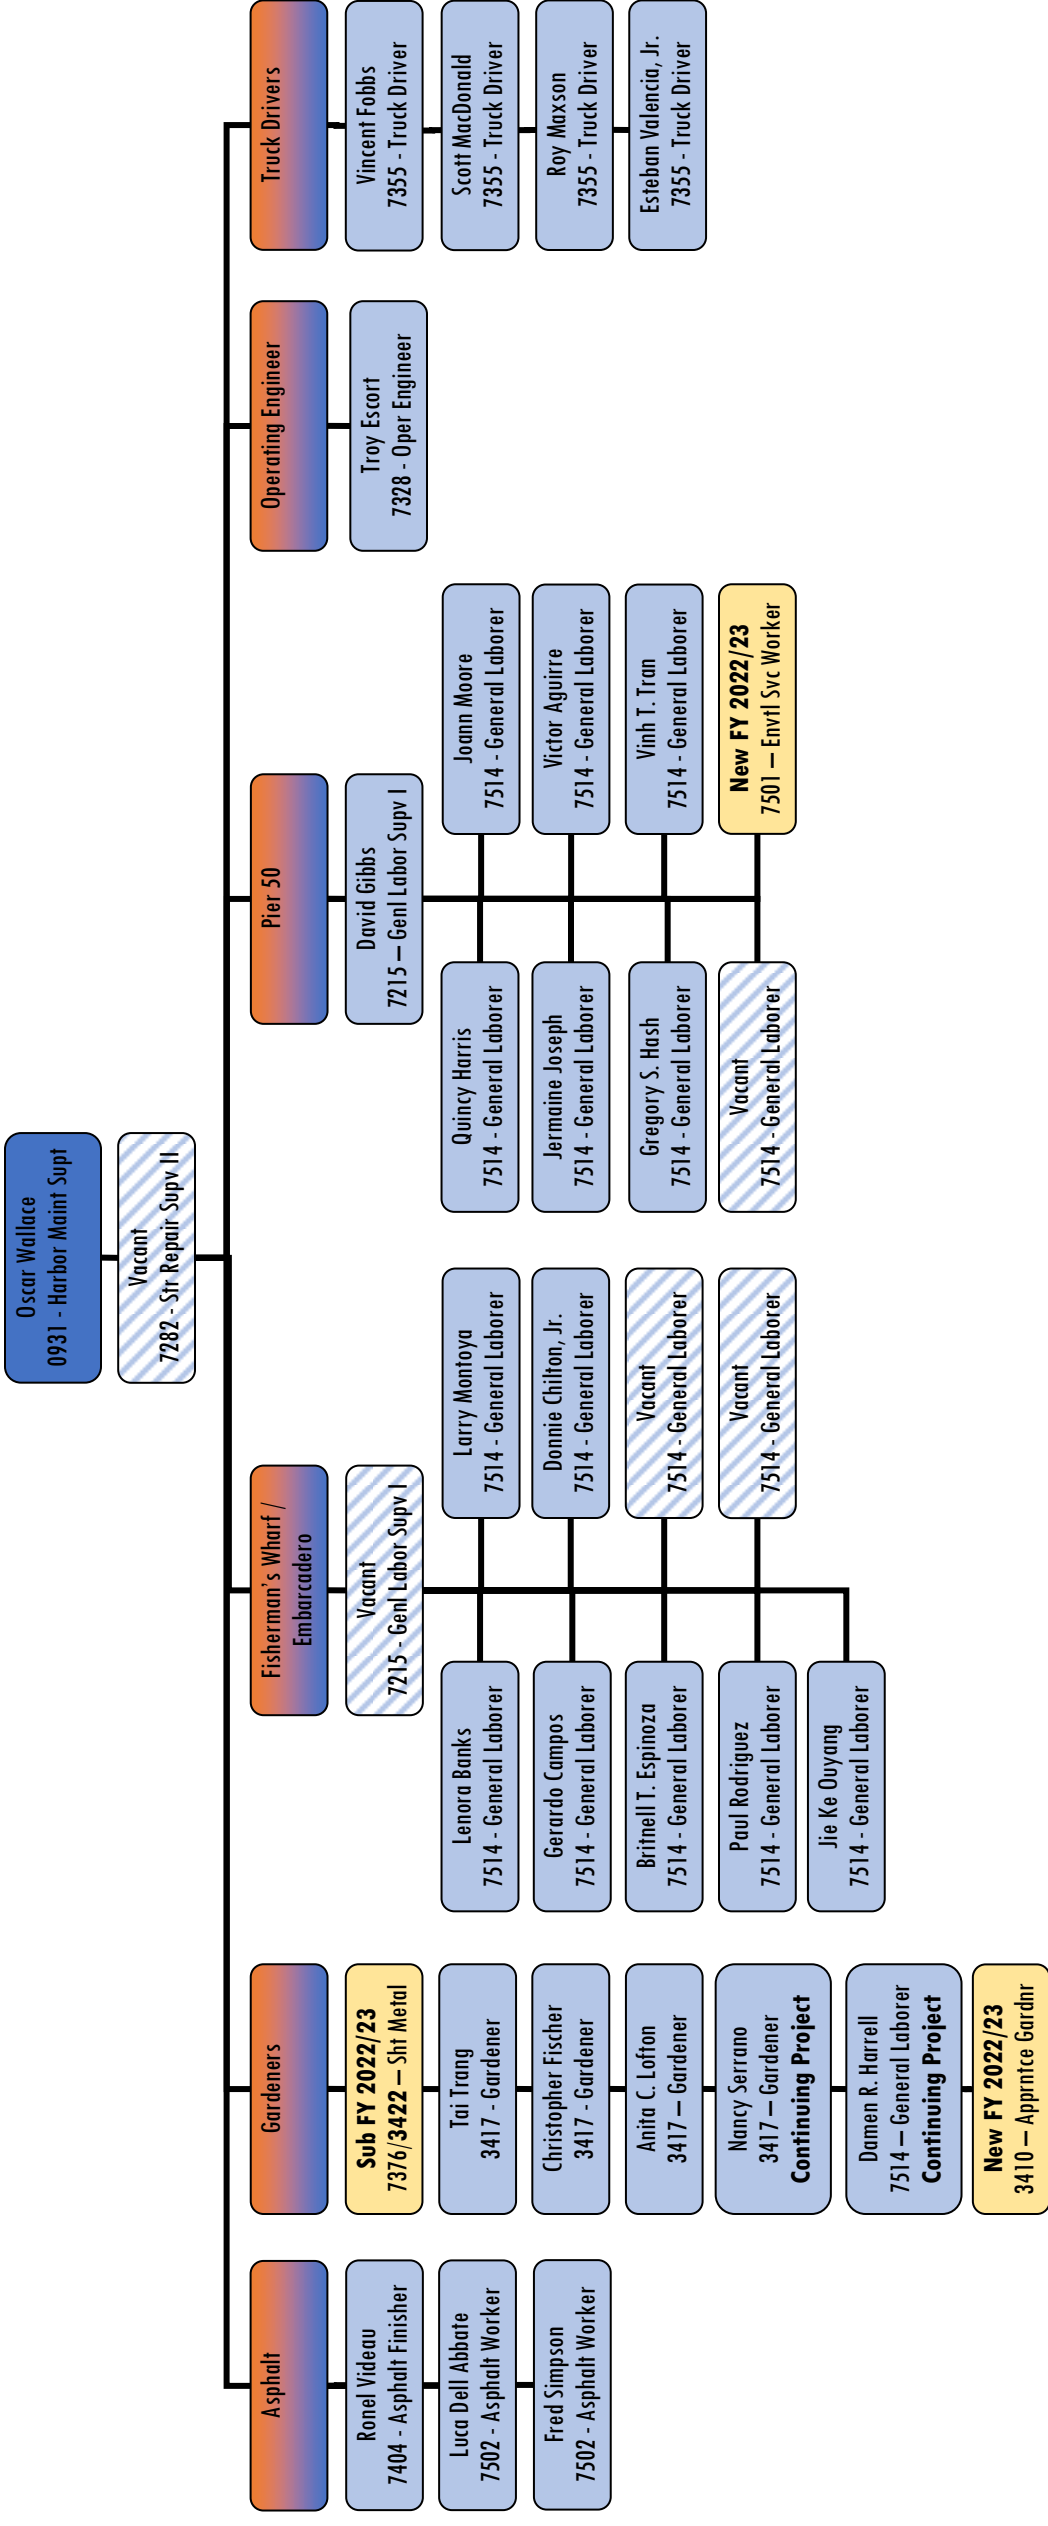 Oscar Wallace
0931 - Harbor Maint Supt
Vacant
7282 - Str Repair Supv II
Asphalt
Ronel Videau
7404 - Asphalt Finisher
Luca Dell Abbate
7502 - Asphalt Worker
Fred Simpson
7502 - Asphalt Worker
Gardeners
Sub FY 2022/23
7376/3422 – Sht Metal
Tai Trang
3417 - Gardener
Christopher Fischer
3417 - Gardener
Anita C. Lofton
3417 – Gardener
Nancy Serrano
3417 – Gardener
Continuing Project
Damen R. Harrell
7514 – General Laborer
Continuing Project
New FY 2022/23
3410 – Apprntce Gardnr
Fisherman's Wharf /
Embarcadero
Vacant
7215 - Genl Labor Supv I
Lenora Banks
7514 - General Laborer
Larry Montoya
7514 - General Laborer
Gerardo Campos
7514 - General Laborer
Donnie Chilton, Jr.
7514 - General Laborer
Britnell T. Espinoza
7514 - General Laborer
Vacant
7514 - General Laborer
Paul Rodriguez
7514 - General Laborer
Vacant
7514 - General Laborer
Jie Ke Ouyang
7514 - General Laborer
Pier 50
David Gibbs
7215 – Genl Labor Supv I
Quincy Harris
7514 - General Laborer
Joann Moore
7514 - General Laborer
Jermaine Joseph
7514 - General Laborer
Victor Aguirre
7514 - General Laborer
Gregory S. Hash
7514 - General Laborer
Vinh T. Tran
7514 - General Laborer
Vacant
7514 - General Laborer
New FY 2022/23
7501 – Envtl Svc Worker
Operating Engineer
Troy Escort
7328 - Oper Engineer
Truck Drivers
Vincent Fobbs
7355 - Truck Driver
Scott MacDonald
7355 - Truck Driver
Roy Maxson
7355 - Truck Driver
Esteban Valencia, Jr.
7355 - Truck Driver